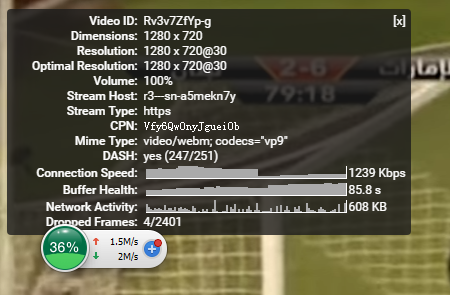 Video ID: Rv3v7ZfYp-g [x]
Dimensions: 1280 x 720
Resolution: 1280 x 720@30
Optimal Resolution: 1280 x 720@30
Volume: 100%
Stream Host: r3---sn-a5mekn7y
Stream Type: https
CPN: Vfy6QwOnyJgueiOb
Mime Type: video/webm; codecs="vp9"
DASH: yes (247/251)
Connection Speed: 1239 Kbps
Buffer Health: 85.8 s
Network Activity: 608 KB
Dropped Frames: 4/2401
2-6
79:18
36% 1.5M/s
2M/s